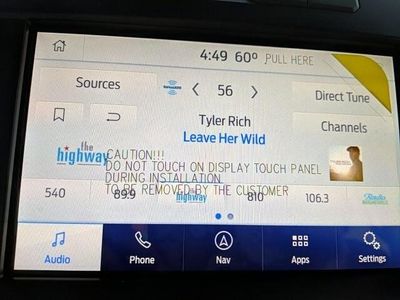 4:49 60° PULL HERE
Sources
siriusxm
56
Direct Tune
Tyler Rich
Leave Her Wild
Channels
the highway
CAUTION!!!
DO NOT TOUCH ON DISPLAY TOUCH PANEL
DURING INSTALLATION
TO BE REMOVED BY THE CUSTOMER
540
89.9
the highway
810
106.3
Audio
Phone
Nav
Apps
Settings